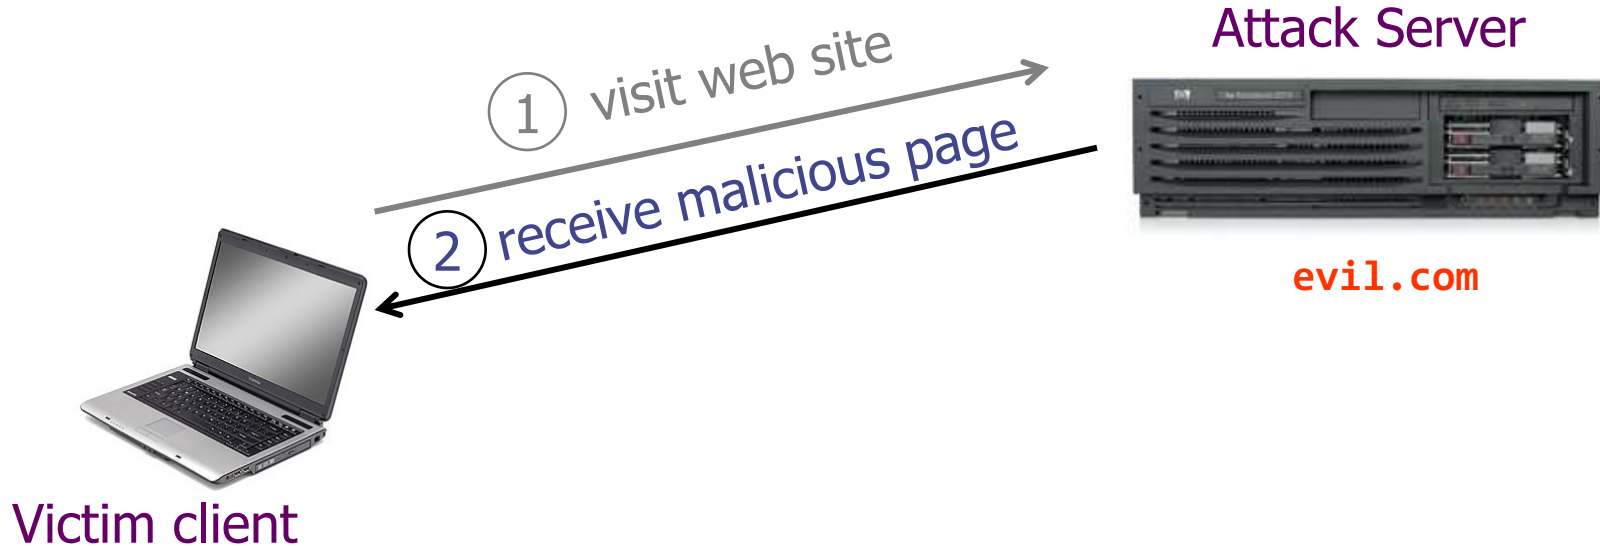 Attack Server
1 visit web site
2 receive malicious page
evil.com
Victim client